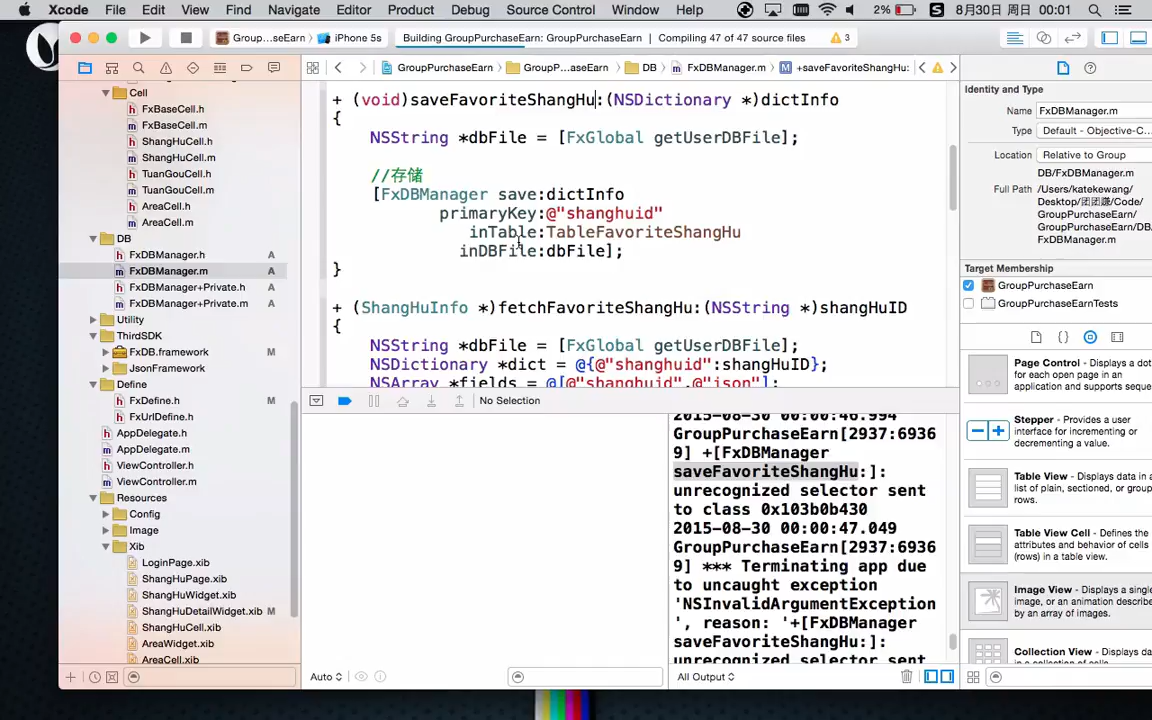 Xcode File Edit View Find Navigate Editor Product Debug Source Control Window Help 2% S 8月30日 周日 00:01
Group...seEarn iPhone 5s Building GroupPurchaseEarn: GroupPurchaseEarn Compiling 47 of 47 source files 3
GroupPurchaseEarn GroupP...aseEarn DB FxDBManager.m M +saveFavoriteShangHu:
Cell
FxBaseCell.h
FxBaseCell.m
ShangHuCell.h
ShangHuCell.m
TuanGouCell.h
TuanGouCell.m
AreaCell.h
AreaCell.m
DB
FxDBManager.h A
FxDBManager.m A
FxDBManager+Private.h A
FxDBManager+Private.m A
Utility
ThirdSDK
FxDB.framework M
JsonFramework
Define
FxDefine.h M
FxUrlDefine.h
AppDelegate.h
AppDelegate.m
ViewController.h
ViewController.m
Resources
Config
Image
Xib
LoginPage.xib
ShangHuPage.xib
ShangHuWidget.xib
ShangHuDetailWidget.xib M
ShangHuCell.xib
AreaWidget.xib
AreaCell.xib
+ (void)saveFavoriteShangHu:(NSDictionary *)dictInfo
{
NSString *dbFile = [FxGlobal getUserDBFile];
//存储
[FxDBManager save:dictInfo
primaryKey:@"shanghuid"
inTable:TableFavoriteShangHu
inDBFile:dbFile];
}
+ (ShangHuInfo *)fetchFavoriteShangHu:(NSString *)shangHuID
{
NSString *dbFile = [FxGlobal getUserDBFile];
NSDictionary *dict = @{@"shanghuid":shangHuID};
NSArray *fields = @[@"shanghuid",@"json"];
No Selection
2015-08-30 00:00:46.994
GroupPurchaseEarn[2937:6936
9] +[FxDBManager
saveFavoriteShangHu:]:
unrecognized selector sent
to class 0x103b0b430
2015-08-30 00:00:47.049
GroupPurchaseEarn[2937:6936
9] *** Terminating app due
to uncaught exception
'NSInvalidArgumentException
', reason: '+[FxDBManager
saveFavoriteShangHu:]:
unrecognized selector sent
Auto
All Output
Identity and Type
Name FxDBManager.m
Type Default - Objective-C...
Location Relative to Group
DB/FxDBManager.m
Full Path /Users/katekewang/
Desktop/团团赚/Code/
GroupPurchaseEarn/
GroupPurchaseEarn/DB/
FxDBManager.m
Target Membership
GroupPurchaseEarn
GroupPurchaseEarnTests
Page Control - Displays a dot
for each open page in an
application and supports seque
Stepper - Provides a user
interface for incrementing or
decrementing a value.
Table View - Displays data in a
list of plain, sectioned, or group
rows.
Table View Cell - Defines the
attributes and behavior of cells
(rows) in a table view.
Image View - Displays a single
image, or an animation describe
by an array of images.
Collection View - Displays data